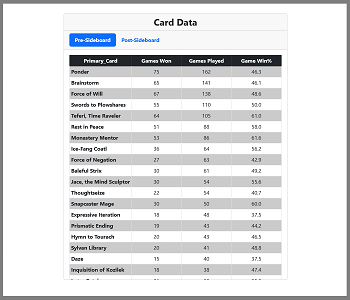 Card Data
Pre-Sideboard Post-Sideboard
Primary_Card Games Won Games Played Game Win%
Ponder 75 162 46.3
Brainstorm 65 141 46.1
Force of Will 67 138 48.6
Swords to Plowshares 55 110 50.0
Teferi, Time Raveler 64 105 61.0
Rest in Peace 51 88 58.0
Monastery Mentor 53 86 61.6
Ice-Fang Coatl 36 64 56.2
Force of Negation 27 63 42.9
Baleful Strix 30 61 49.2
Jace, the Mind Sculptor 30 54 55.6
Thoughtseize 22 54 40.7
Snapcaster Mage 30 50 60.0
Expressive Iteration 18 48 37.5
Prismatic Ending 19 43 44.2
Hymn to Tourach 20 43 46.5
Sylvan Library 20 41 48.8
Daze 15 40 37.5
Inquisition of Kozilek 18 38 47.4